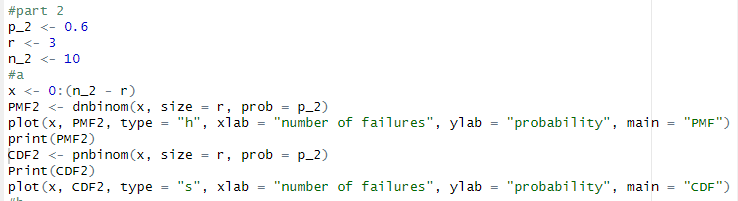 #part 2
p_2 <- 0.6
r <- 3
n_2 <- 10
#a
x <- 0:(n_2 - r)
PMF2 <- dnbinom(x, size = r, prob = p_2)
plot(x, PMF2, type = "h", xlab = "number of failures", ylab = "probability", main = "PMF")
print(PMF2)
CDF2 <- pnbinom(x, size = r, prob = p_2)
Print(CDF2)
plot(x, CDF2, type = "s", xlab = "number of failures", ylab = "probability", main = "CDF")